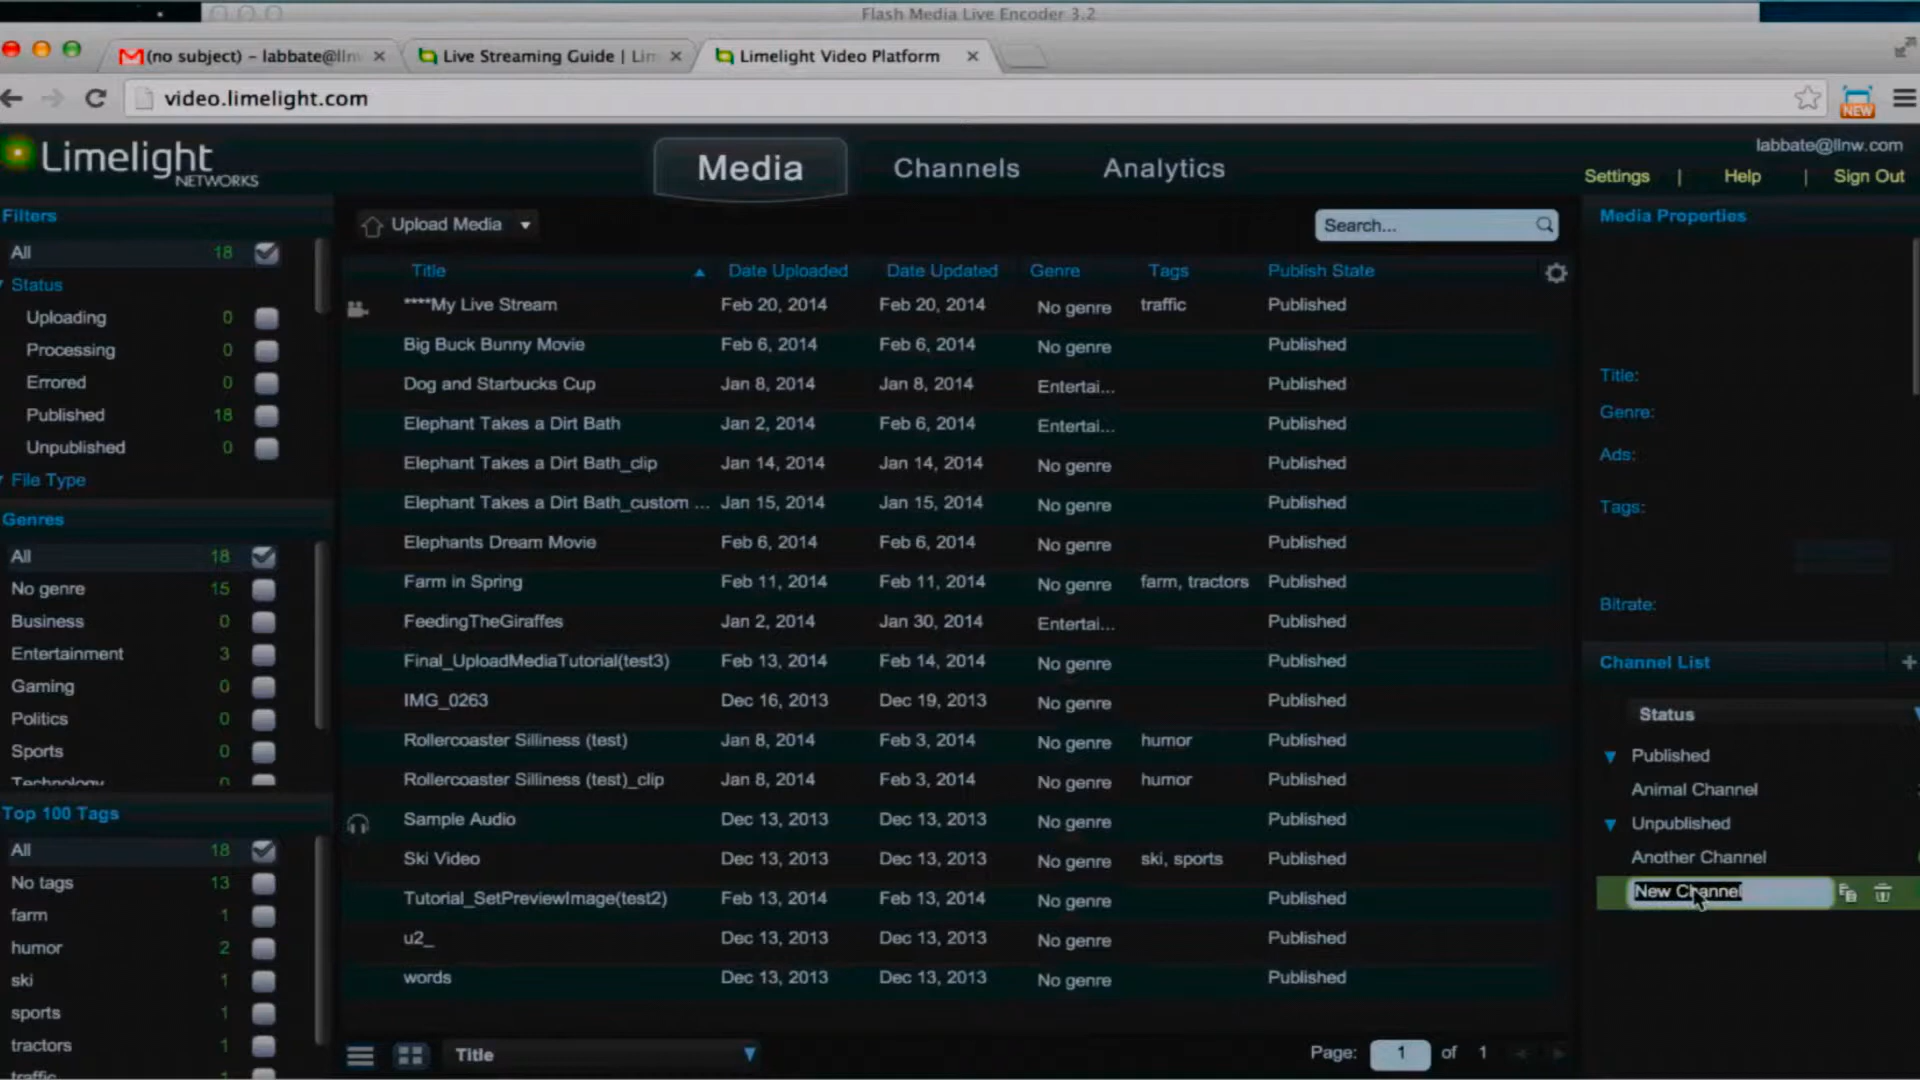 Flash Media Live Encoder 3.2
(no subject) - labbate@lln
Live Streaming Guide | Lim
Limelight Video Platform
video.limelight.com
NEW
Limelight
NETWORKS
Media
Channels
Analytics
labbate@llnw.com
Settings | Help | Sign Out
Filters
All 18
Status
Uploading 0
Processing 0
Errored 0
Published 18
Unpublished 0
File Type
Genres
All 18
No genre 15
Business 0
Entertainment 3
Gaming 0
Politics 0
Sports 0
Technology 0
Top 100 Tags
All 18
No tags 13
farm 1
humor 2
ski 1
sports 1
tractors 1
traffic
Upload Media
Search...
Title Date Uploaded Date Updated Genre Tags Publish State
****My Live Stream Feb 20, 2014 Feb 20, 2014 No genre traffic Published
Big Buck Bunny Movie Feb 6, 2014 Feb 6, 2014 No genre Published
Dog and Starbucks Cup Jan 8, 2014 Jan 8, 2014 Entertai... Published
Elephant Takes a Dirt Bath Jan 2, 2014 Feb 6, 2014 Entertai... Published
Elephant Takes a Dirt Bath_clip Jan 14, 2014 Jan 14, 2014 No genre Published
Elephant Takes a Dirt Bath_custom ... Jan 15, 2014 Jan 15, 2014 No genre Published
Elephants Dream Movie Feb 6, 2014 Feb 6, 2014 No genre Published
Farm in Spring Feb 11, 2014 Feb 11, 2014 No genre farm, tractors Published
FeedingTheGiraffes Jan 2, 2014 Jan 30, 2014 Entertai... Published
Final_UploadMediaTutorial(test3) Feb 13, 2014 Feb 14, 2014 No genre Published
IMG_0263 Dec 16, 2013 Dec 19, 2013 No genre Published
Rollercoaster Silliness (test) Jan 8, 2014 Feb 3, 2014 No genre humor Published
Rollercoaster Silliness (test)_clip Jan 8, 2014 Feb 3, 2014 No genre humor Published
Sample Audio Dec 13, 2013 Dec 13, 2013 No genre Published
Ski Video Dec 13, 2013 Dec 13, 2013 No genre ski, sports Published
Tutorial_SetPreviewImage(test2) Feb 13, 2014 Feb 13, 2014 No genre Published
u2_ Dec 13, 2013 Dec 13, 2013 No genre Published
words Dec 13, 2013 Dec 13, 2013 No genre Published
Title
Page: 1 of 1
Media Properties
Title:
Genre:
Ads:
Tags:
Bitrate:
Channel List
Status
Published
Animal Channel
Unpublished
Another Channel
New Channel